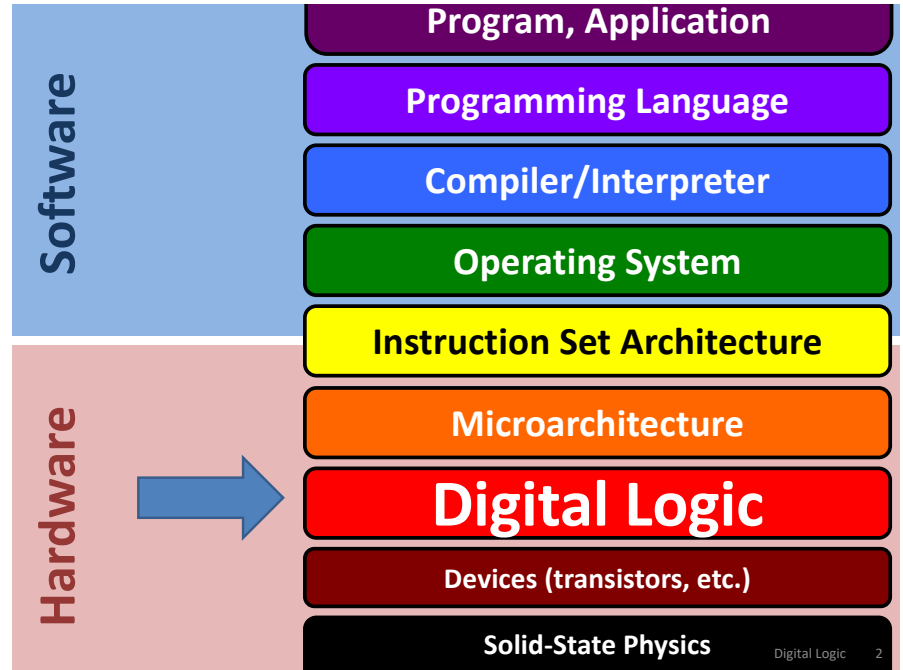 Software
Program, Application
Programming Language
Compiler/Interpreter
Operating System
Instruction Set Architecture
Hardware
Microarchitecture
Digital Logic
Devices (transistors, etc.)
Solid-State Physics
Digital Logic 2